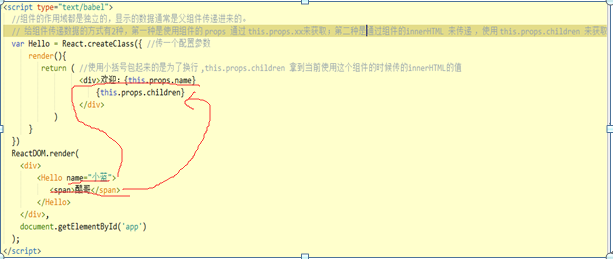 <script type="text/babel">
//组件的作用域都是独立的，显示的数据通常是父组件传递进来的。
// 给组件传递数据的方式有2种，第一种是使用组件的 props 通过 this.props.xx来获取；第二种是通过组件的innerHTML 来传递 ，使用 this.props.children 来获取
var Hello = React.createClass({ //传一个配置参数
render(){
return ( //使用小括号包起来的是为了换行 ,this.props.children 拿到当前使用这个组件的时候传的innerHTML的值
<div>欢迎: {this.props.name}
{this.props.children}
</div>
)
}
})
ReactDOM.render(
<div>
<Hello name="小 ">
<span>酷哥</span>
</Hello>
</div>,
document.getElementById('app')
);
</script>